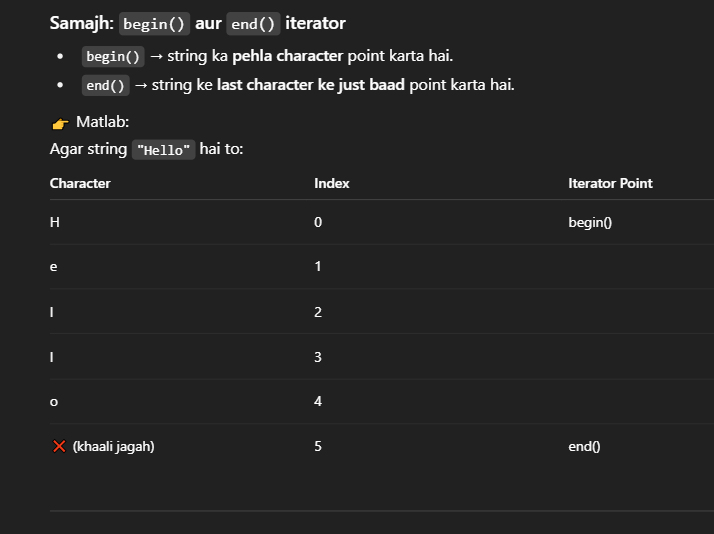 Samajh: begin() aur end() iterator
• begin() → string ka pehla character point karta hai.
• end() → string ke last character ke just baad point karta hai.
👉 Matlab:
Agar string "Hello" hai to:
Character Index Iterator Point
H 0 begin()
e 1
l 2
l 3
o 4
❌ (khaali jagah) 5 end()